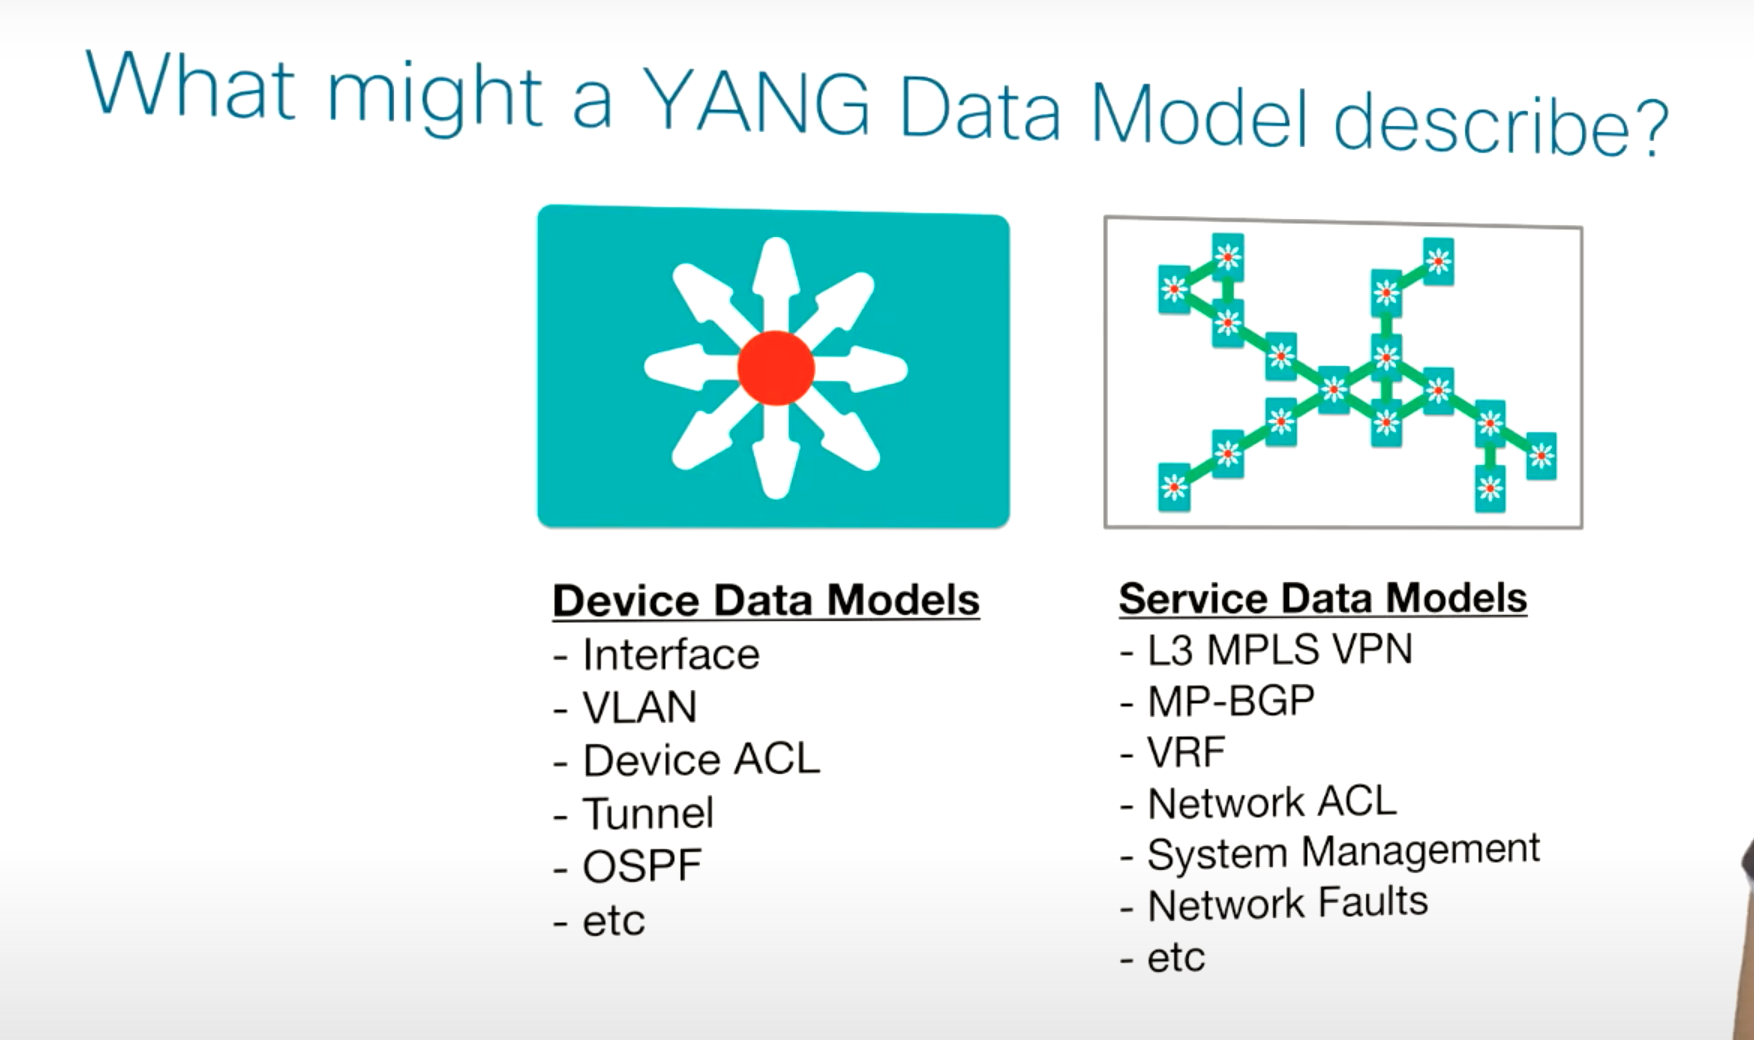 What might a YANG Data Model describe?
Device Data Models
- Interface
- VLAN
- Device ACL
- Tunnel
- OSPF
- etc
Service Data Models
- L3 MPLS VPN
- MP-BGP
- VRF
- Network ACL
- System Management
- Network Faults
- etc